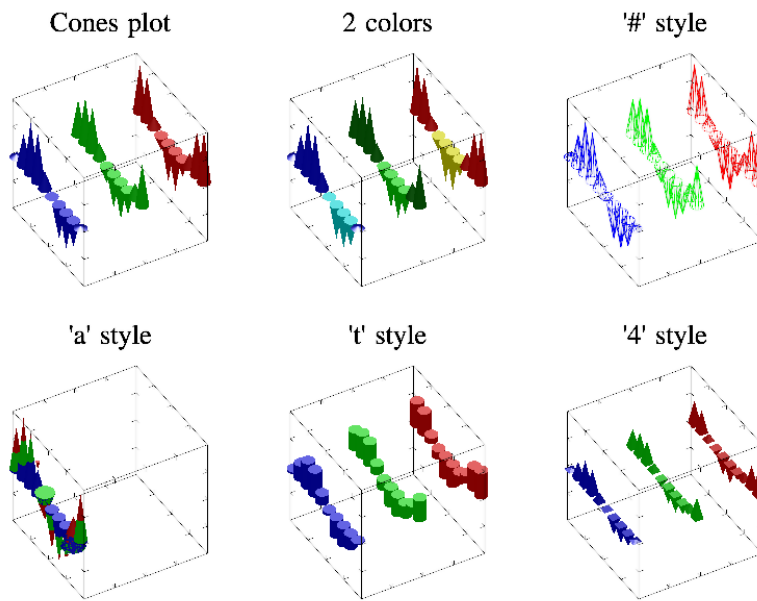 Cones plot
2 colors
'#' style
'a' style
't' style
'4' style